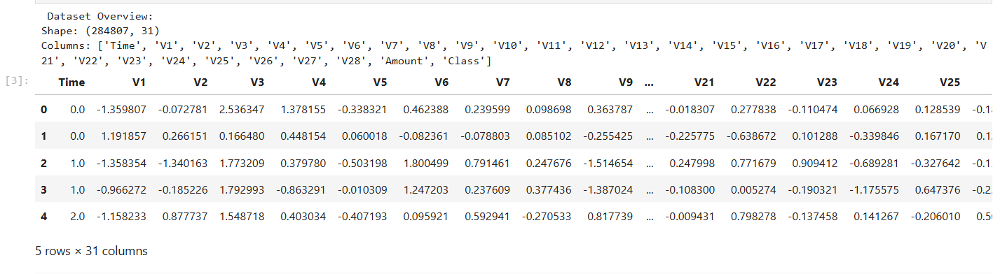 Dataset Overview:
Shape: (284807, 31)
Columns: ['Time', 'V1', 'V2', 'V3', 'V4', 'V5', 'V6', 'V7', 'V8', 'V9', 'V10', 'V11', 'V12', 'V13', 'V14', 'V15', 'V16', 'V17', 'V18', 'V19', 'V20', 'V
21', 'V22', 'V23', 'V24', 'V25', 'V26', 'V27', 'V28', 'Amount', 'Class']
[3]: Time V1 V2 V3 V4 V5 V6 V7 V8 V9 ... V21 V22 V23 V24 V25
0 0.0 -1.359807 -0.072781 2.536347 1.378155 -0.338321 0.462388 0.239599 0.098698 0.363787 ... -0.018307 0.277838 -0.110474 0.066928 0.128539
1 0.0 1.191857 0.266151 0.166480 0.448154 0.060018 -0.082361 -0.078803 0.085102 -0.255425 ... -0.225775 -0.638672 0.101288 -0.339846 0.167170
2 1.0 -1.358354 -1.340163 1.773209 0.379780 -0.503198 1.800499 0.791461 0.247676 -1.514654 ... 0.247998 0.771679 0.909412 -0.689281 -0.327642
3 1.0 -0.966272 -0.185226 1.792993 -0.863291 -0.010309 1.247203 0.237609 0.377436 -1.387024 ... -0.108300 0.005274 -0.190321 -1.175575 0.647376
4 2.0 -1.158233 0.877737 1.548718 0.403034 -0.407193 0.095921 0.592941 -0.270533 0.817739 ... -0.009431 0.798278 -0.137458 0.141267 -0.206010
5 rows × 31 columns